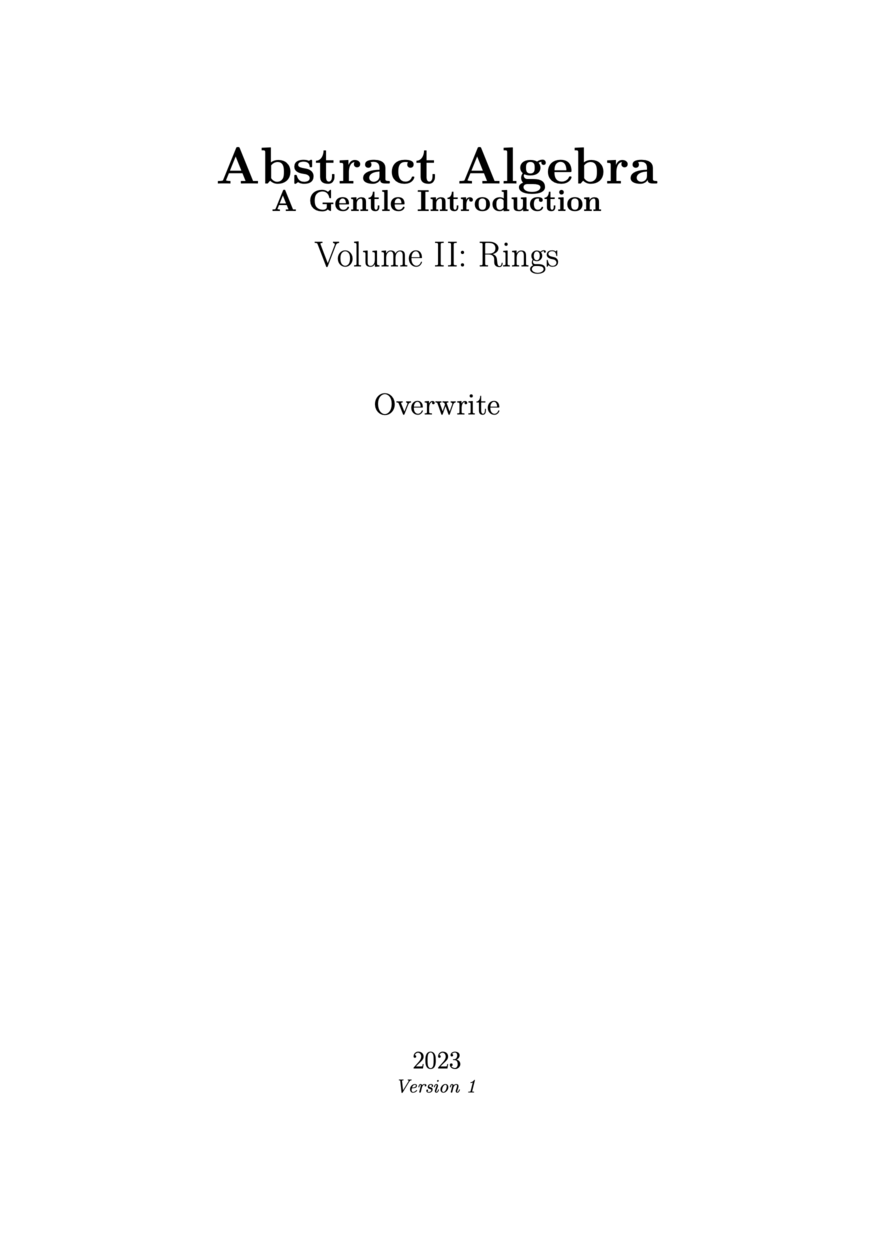 Abstract Algebra
A Gentle Introduction
Volume II: Rings
Overwrite
2023
Version 1